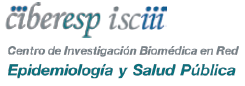 ciberesp isciii
Centro de Investigación Biomédica en Red
Epidemiología y Salud Pública